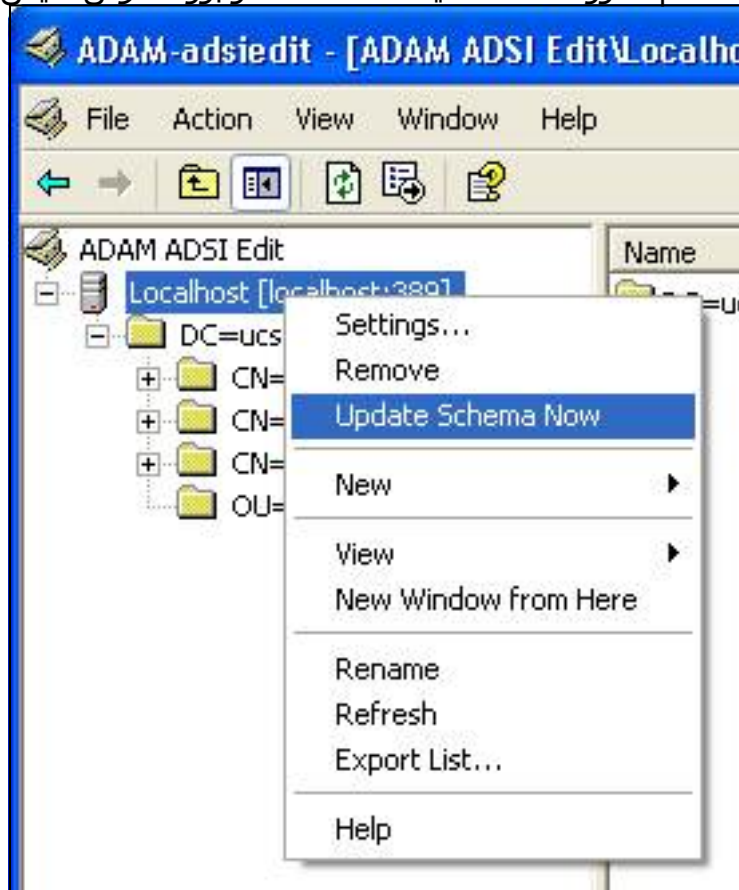 ADAM-adsiedit - [ADAM ADSI Edit\Localho
File Action View Window Help
ADAM ADSI Edit
Name
Localhost [localhost:389]
DC=ucs
CN=
CN=
CN=
OU=
Settings...
Remove
Update Schema Now
New
View
New Window from Here
Rename
Refresh
Export List...
Help